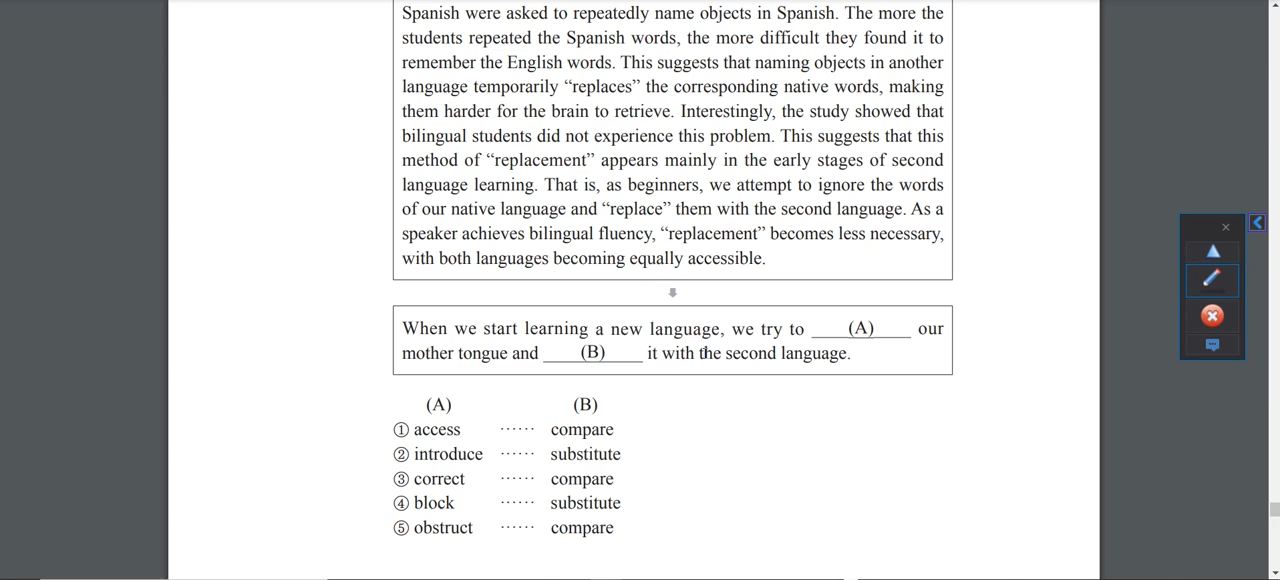 Spanish were asked to repeatedly name objects in Spanish. The more the
students repeated the Spanish words, the more difficult they found it to
remember the English words. This suggests that naming objects in another
language temporarily “replaces” the corresponding native words, making
them harder for the brain to retrieve. Interestingly, the study showed that
bilingual students did not experience this problem. This suggests that this
method of “replacement” appears mainly in the early stages of second
language learning. That is, as beginners, we attempt to ignore the words
of our native language and “replace” them with the second language. As a
speaker achieves bilingual fluency, “replacement” becomes less necessary,
with both languages becoming equally accessible.
When we start learning a new language, we try to ____(A)____ our
mother tongue and ____(B)____ it with the second language.
(A) (B)
① access ······ compare
② introduce ······ substitute
③ correct ······ compare
④ block ······ substitute
⑤ obstruct ······ compare